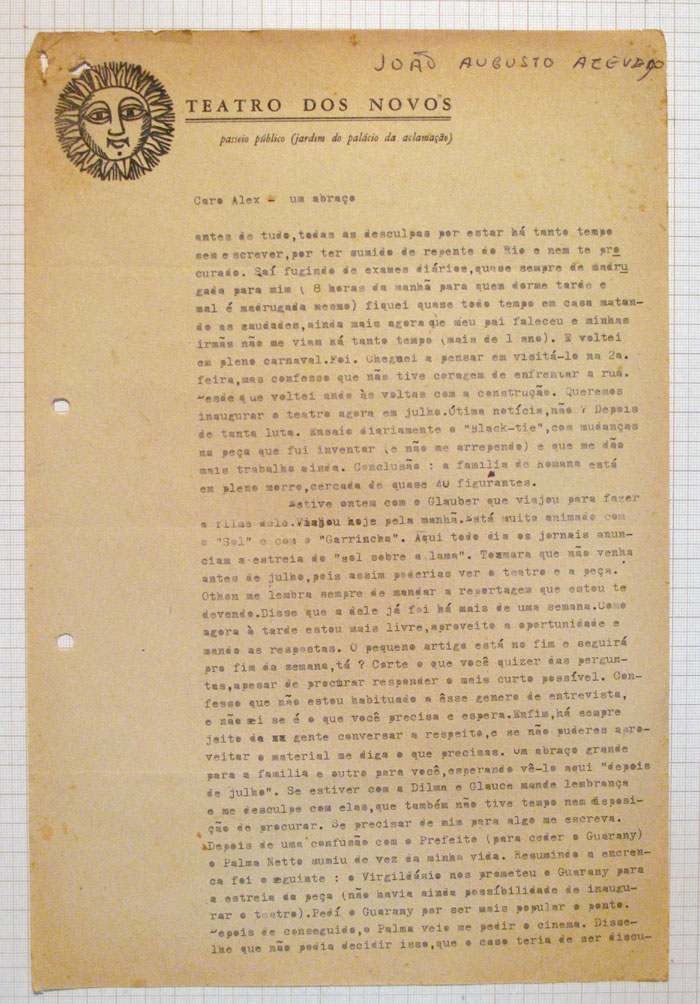 JOÃO AUGUSTO AZEVEDO
TEATRO DOS NOVOS
passeio público (jardim do palácio da aclamação)
Caro Alex - um abraço
antes de tudo,todas as desculpas por estar há tanto tempo
sem escrever,por ter sumido de repente do Rio e nem te pro
curado. Saí fugindo de exames diários,quase sempre de madru
gada para mim ( 8 horas da manhã para quem dorme tarde e
mal é madrugada mesmo) fiquei quase todo tempo em casa matan-
do as saudades,ainda mais agora que meu pai faleceu e minhas
irmãs não me viam há tanto tempo (mais de 1 ano). E voltei
em pleno carnaval.Foi. Cheguei a pensar em visitá-lo na 2a.
feira,mas confesso que não tive coragem de enfrentar a rua.
Desde que voltei ando às voltas com a construção. Queremos
inaugurar o teatro agora em julho.Útima notícia,não ? Depois
de tanta luta. Ensaio diariamente o "Black-tie",com mudanças
na peça que fui inventar (e não me arrependo) e que me dão
mais trabalho ainda. Conclusão : a familia de homana está
em pleno morro,cercada de quase 40 figurantes.
Estive ontem com o Glauber que viajou para fazer
o filme dele.Viajou hoje pela manhã.Está muito animado com
o "Sol" e com o "Garrincha". Aqui todo dia os jornais anun-
ciam a estreia do "sol sobre a lama". Toxmara que não venha
antes de julho,pois assim poderias ver o teatro e a peça.
Othon me lembra sempre de mandar a reportagem que estou te
devendo.Disse que a dele já foi há mais de uma semana.Como
agora à tarde estou mais livre,aproveito a oportunidade e
mando as respostas. O pequeno artigo está no fim e seguirá
pro fim da semana,tá ? Corte o que você quizer das pergun-
tas,apesar de procurar responder o mais curto possível. Con-
fesso que não estou habituado a êsse genero de entrevista,
e não sei se é o que você precisa e espera.Enfim,há sempre
jeito da xx gente conversar a respeito,e se não puderes apro-
veitar o material me diga o que precisas. Um abraço grande
para a familia e outro para você,esperando vê-lo aqui "depois
de julho". Se estiver com a Dilma e Glauce mande lembrança
e me desculpe com elas,que também não tive tempo nem disposi-
ção de procurar. Se precisar de mim para algo me escreva.
Depois de uma confusão com o Prefeito (para ceder o Guarany)
o Palma Netto sumiu de vez da minha vida. Resumindo a encren-
ca foi o seguinte : o Virgildásio nos prometeu o Guarany para
a estreia da peça (não havia ainda possibilidade de inaugu-
rar o teatro).Pedí o Guarany por ser mais popular o ponto.
Depois de conseguido,o Palma veio me pedir o cinema. Disse-
lhe que não podia decidir isso,que o caso teria de ser discu-